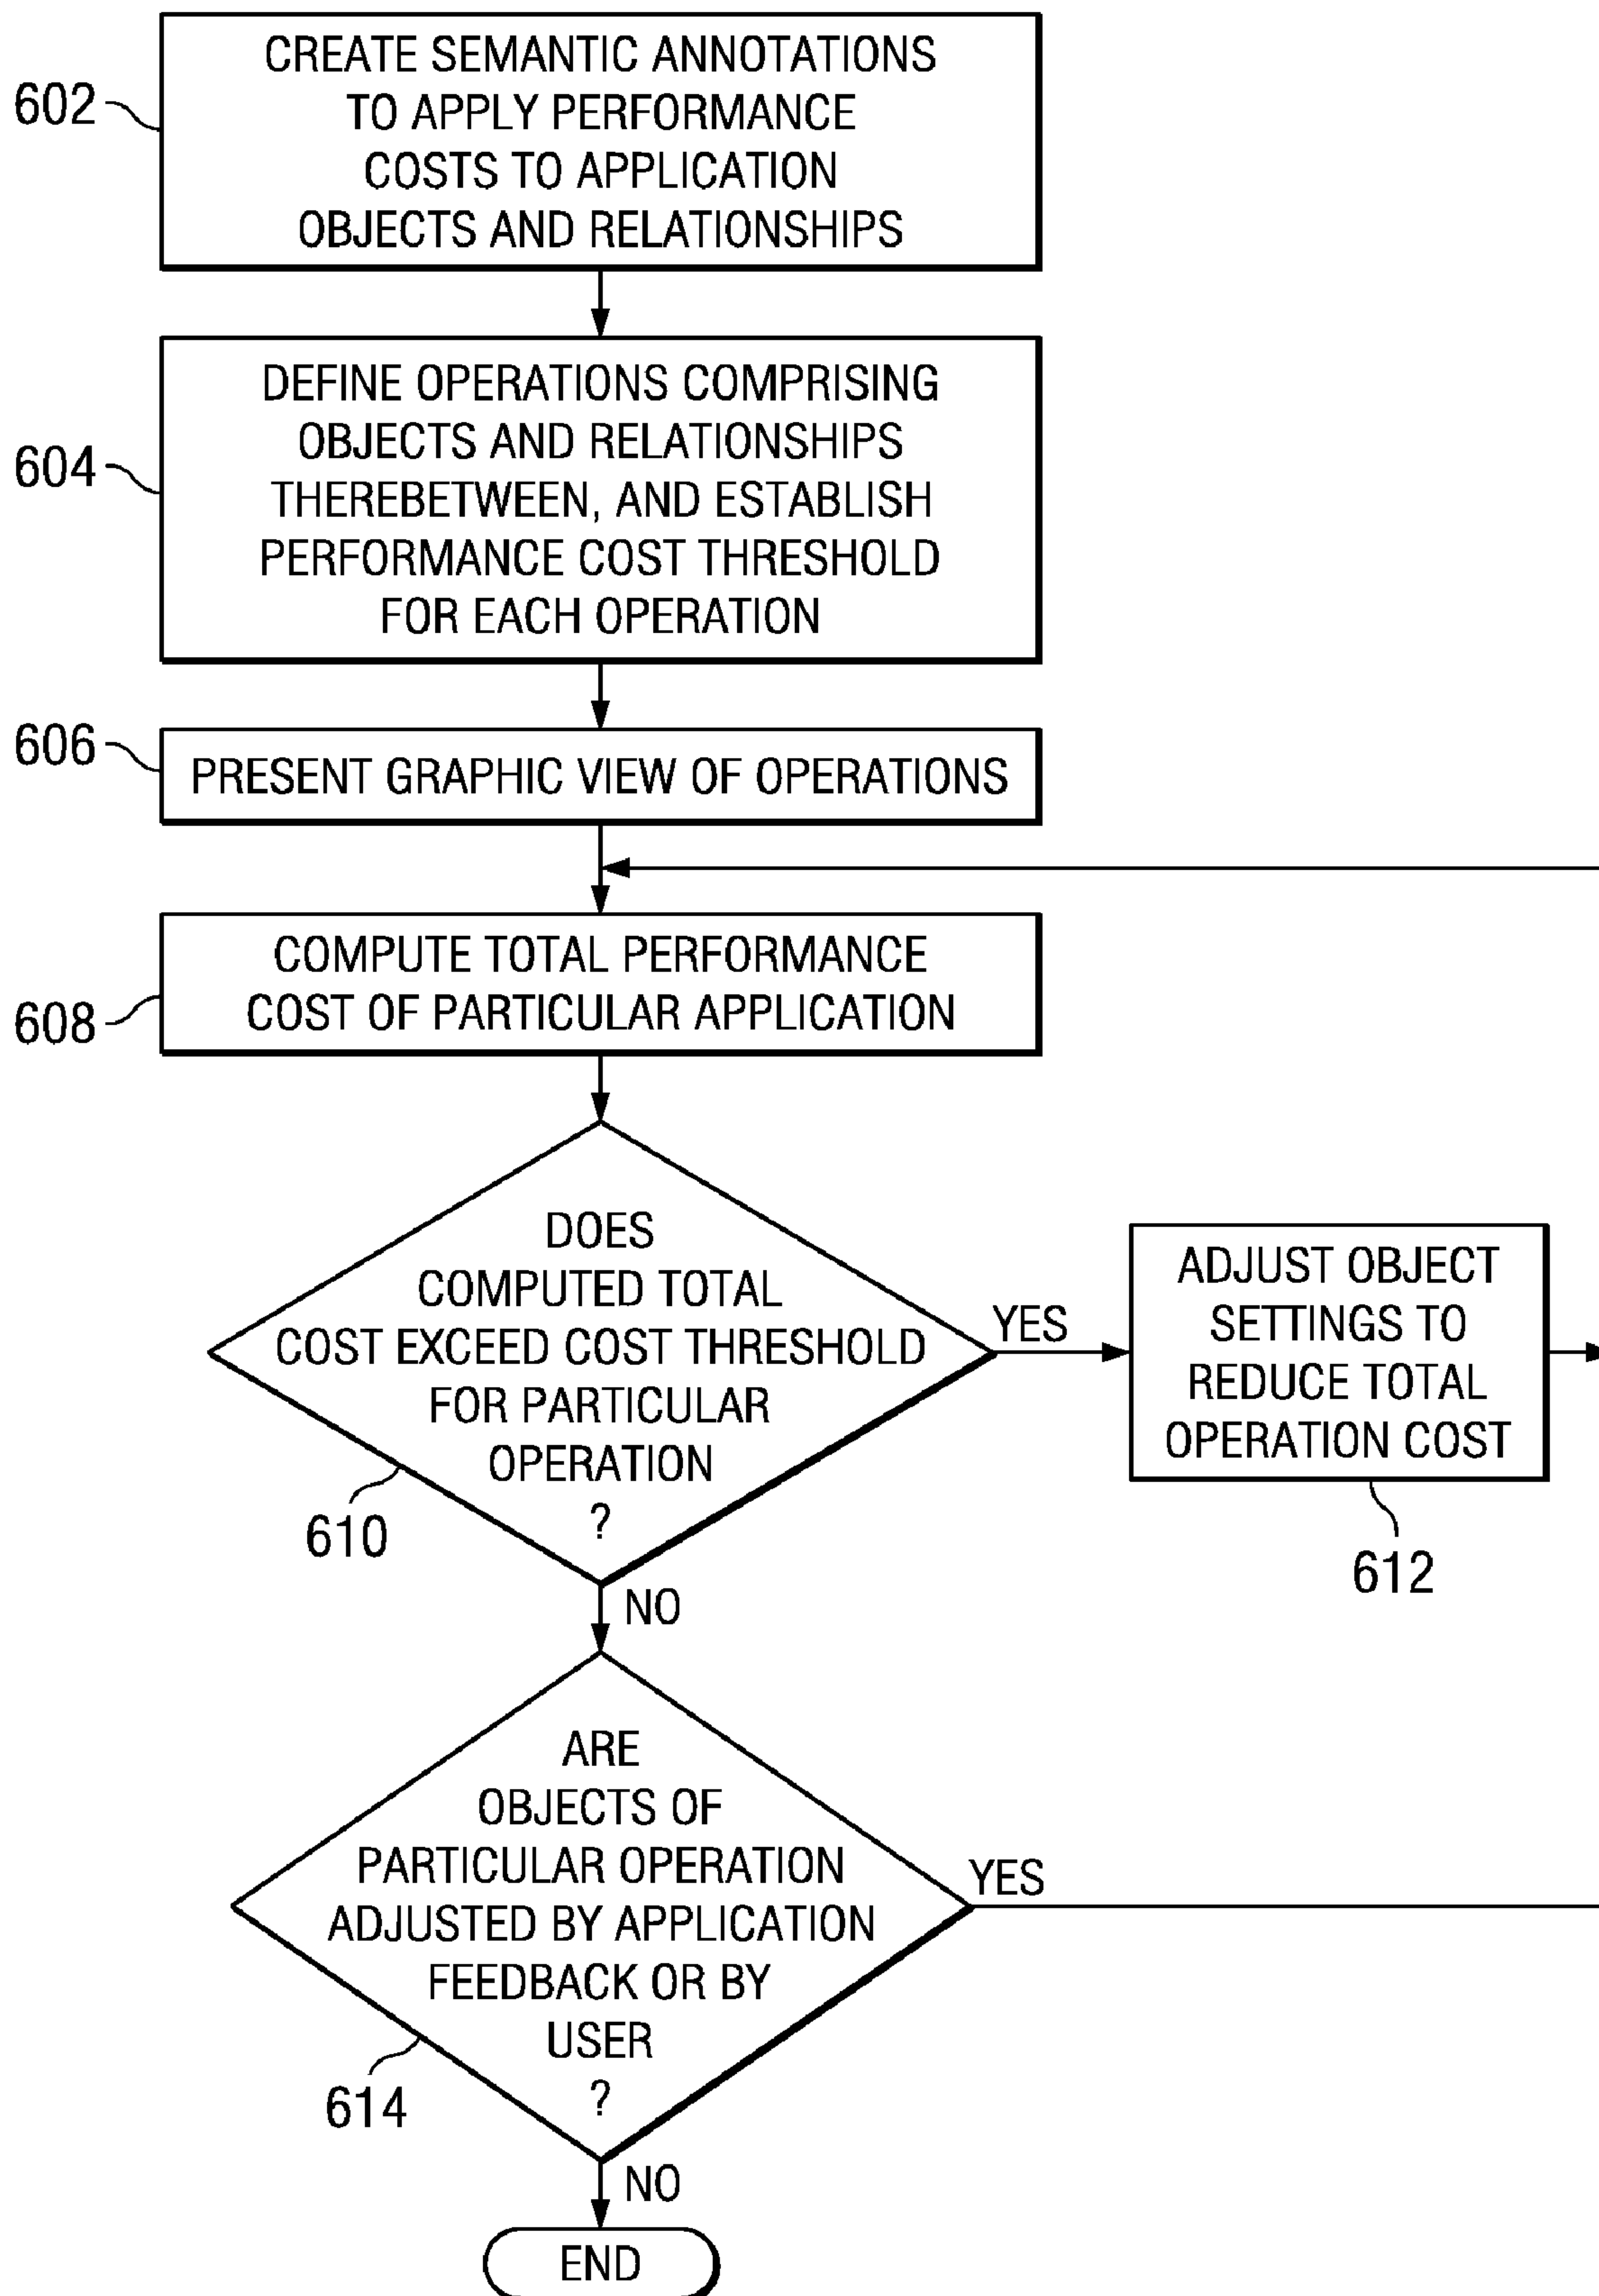 602
CREATE SEMANTIC ANNOTATIONS
TO APPLY PERFORMANCE
COSTS TO APPLICATION
OBJECTS AND RELATIONSHIPS
604
DEFINE OPERATIONS COMPRISING
OBJECTS AND RELATIONSHIPS
THEREBETWEEN, AND ESTABLISH
PERFORMANCE COST THRESHOLD
FOR EACH OPERATION
606
PRESENT GRAPHIC VIEW OF OPERATIONS
608
COMPUTE TOTAL PERFORMANCE
COST OF PARTICULAR APPLICATION
DOES
COMPUTED TOTAL
COST EXCEED COST THRESHOLD
FOR PARTICULAR
OPERATION
?
610
YES
ADJUST OBJECT
SETTINGS TO
REDUCE TOTAL
OPERATION COST
612
NO
ARE
OBJECTS OF
PARTICULAR OPERATION
ADJUSTED BY APPLICATION
FEEDBACK OR BY
USER
?
614
YES
NO
END